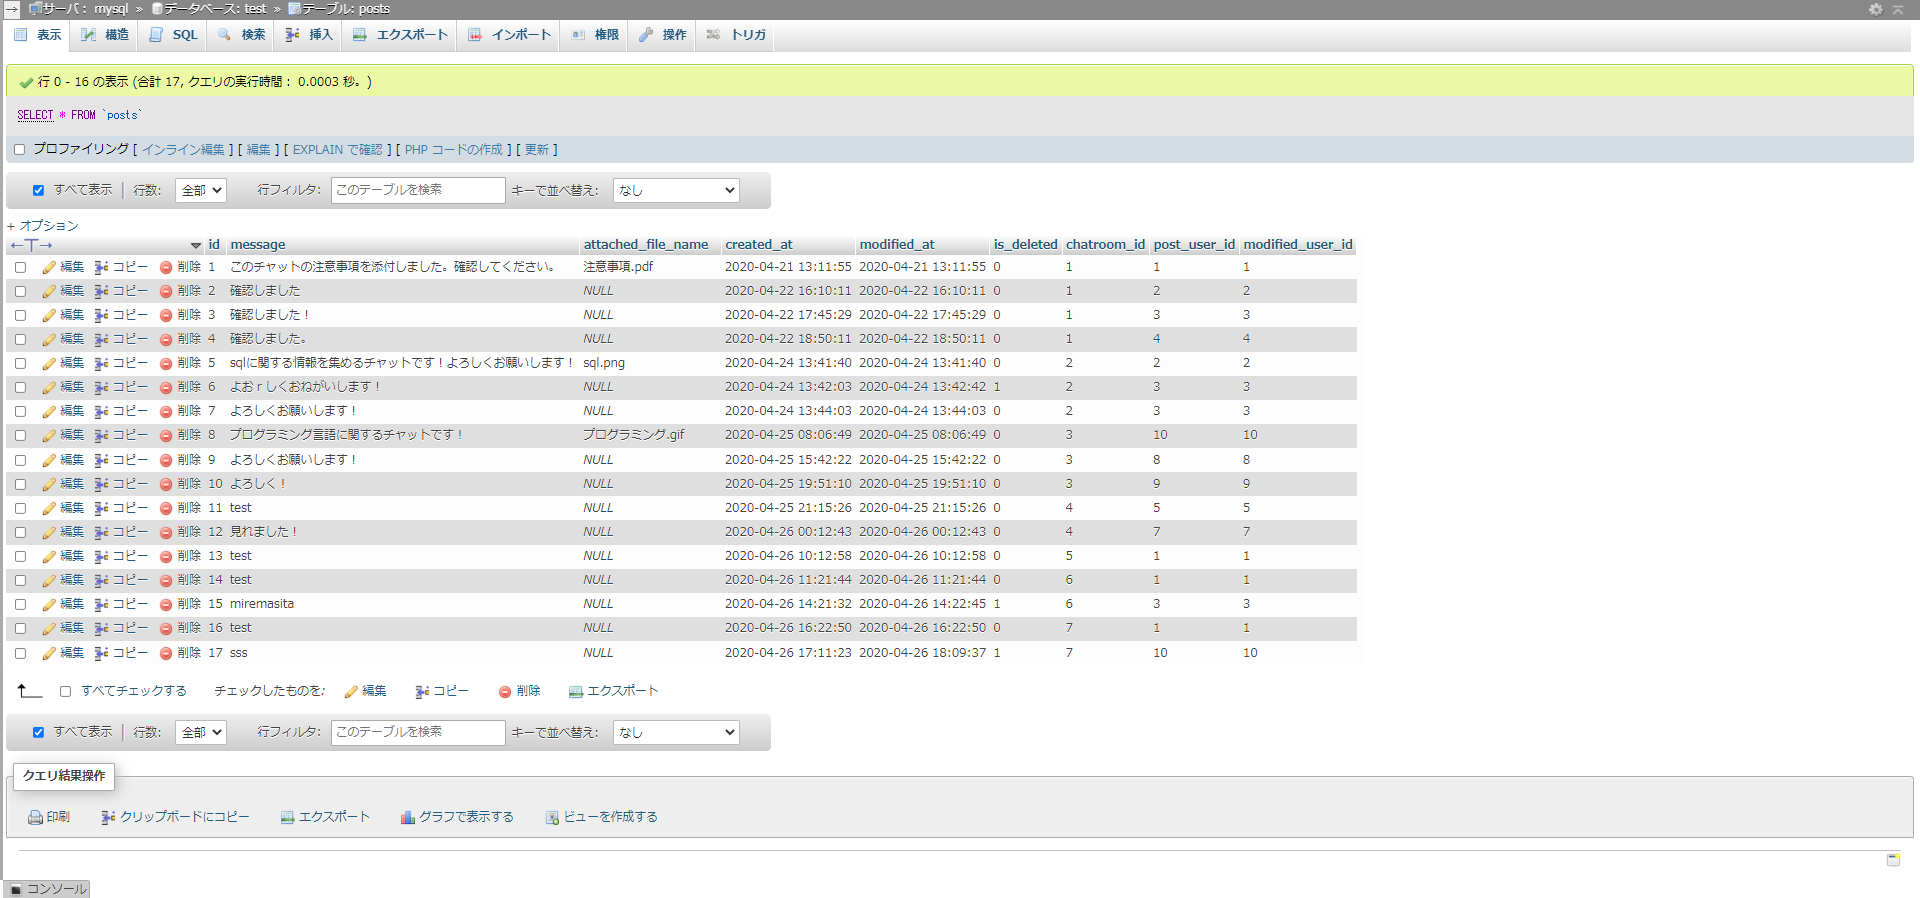 サーバ: mysql » データベース: test » テーブル: posts
表示 構造 SQL 検索 挿入 エクスポート インポート 権限 操作 トリガ
行 0 - 16 の表示 (合計 17, クエリの実行時間： 0.0003 秒。)
SELECT * FROM `posts`
プロファイリング [ インライン編集 ] [ 編集 ] [ EXPLAIN で確認 ] [ PHP コードの作成 ] [ 更新 ]
すべて表示 | 行数: 全部 行フィルタ: このテーブルを検索 キーで並べ替え: なし
+ オプション
←T→ id message attached_file_name created_at modified_at is_deleted chatroom_id post_user_id modified_user_id
編集 コピー 削除 1 このチャットの注意事項を添付しました。確認してください。 注意事項.pdf 2020-04-21 13:11:55 2020-04-21 13:11:55 0 1 1 1
編集 コピー 削除 2 確認しました NULL 2020-04-22 16:10:11 2020-04-22 16:10:11 0 1 2 2
編集 コピー 削除 3 確認しました！ NULL 2020-04-22 17:45:29 2020-04-22 17:45:29 0 1 3 3
編集 コピー 削除 4 確認しました。 NULL 2020-04-22 18:50:11 2020-04-22 18:50:11 0 1 4 4
編集 コピー 削除 5 sqlに関する情報を集めるチャットです！よろしくお願いします！ sql.png 2020-04-24 13:41:40 2020-04-24 13:41:40 0 2 2 2
編集 コピー 削除 6 よおｒしくおねがいします！ NULL 2020-04-24 13:42:03 2020-04-24 13:42:42 1 2 3 3
編集 コピー 削除 7 よろしくお願いします！ NULL 2020-04-24 13:44:03 2020-04-24 13:44:03 0 2 3 3
編集 コピー 削除 8 プログラミング言語に関するチャットです！ プログラミング.gif 2020-04-25 08:06:49 2020-04-25 08:06:49 0 3 10 10
編集 コピー 削除 9 よろしくお願いします！ NULL 2020-04-25 15:42:22 2020-04-25 15:42:22 0 3 8 8
編集 コピー 削除 10 よろしく！ NULL 2020-04-25 19:51:10 2020-04-25 19:51:10 0 3 9 9
編集 コピー 削除 11 test NULL 2020-04-25 21:15:26 2020-04-25 21:15:26 0 4 5 5
編集 コピー 削除 12 見れました！ NULL 2020-04-26 00:12:43 2020-04-26 00:12:43 0 4 7 7
編集 コピー 削除 13 test NULL 2020-04-26 10:12:58 2020-04-26 10:12:58 0 5 1 1
編集 コピー 削除 14 test NULL 2020-04-26 11:21:44 2020-04-26 11:21:44 0 6 1 1
編集 コピー 削除 15 miremasita NULL 2020-04-26 14:21:32 2020-04-26 14:22:45 1 6 3 3
編集 コピー 削除 16 test NULL 2020-04-26 16:22:50 2020-04-26 16:22:50 0 7 1 1
編集 コピー 削除 17 sss NULL 2020-04-26 17:11:23 2020-04-26 18:09:37 1 7 10 10
すべてチェックする チェックしたものを: 編集 コピー 削除 エクスポート
すべて表示 | 行数: 全部 行フィルタ: このテーブルを検索 キーで並べ替え: なし
クエリ結果操作
印刷 クリップボードにコピー エクスポート グラフで表示する ビューを作成する
コンソール